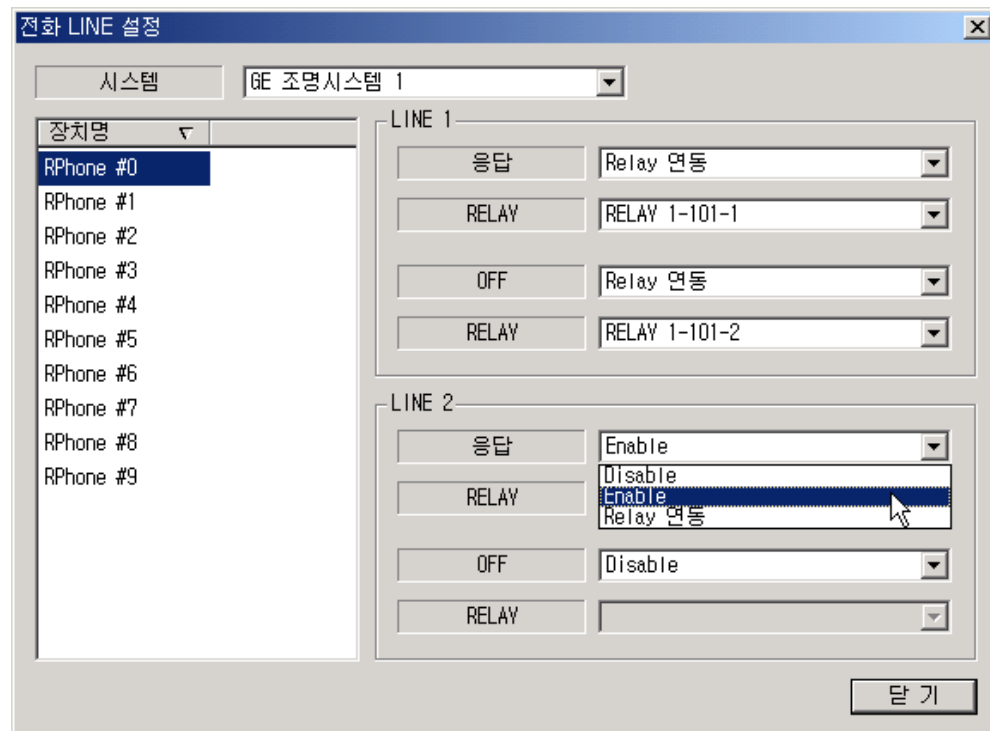 전화 LINE 설정
시스템
GE 조명시스템 1
장치명
RPhone #0
RPhone #1
RPhone #2
RPhone #3
RPhone #4
RPhone #5
RPhone #6
RPhone #7
RPhone #8
RPhone #9
LINE 1
응답
Relay 연동
RELAY
RELAY 1-101-1
OFF
Relay 연동
RELAY
RELAY 1-101-2
LINE 2
응답
Enable
Disable
Enable
Relay 연동
RELAY
OFF
Disable
RELAY
닫 기